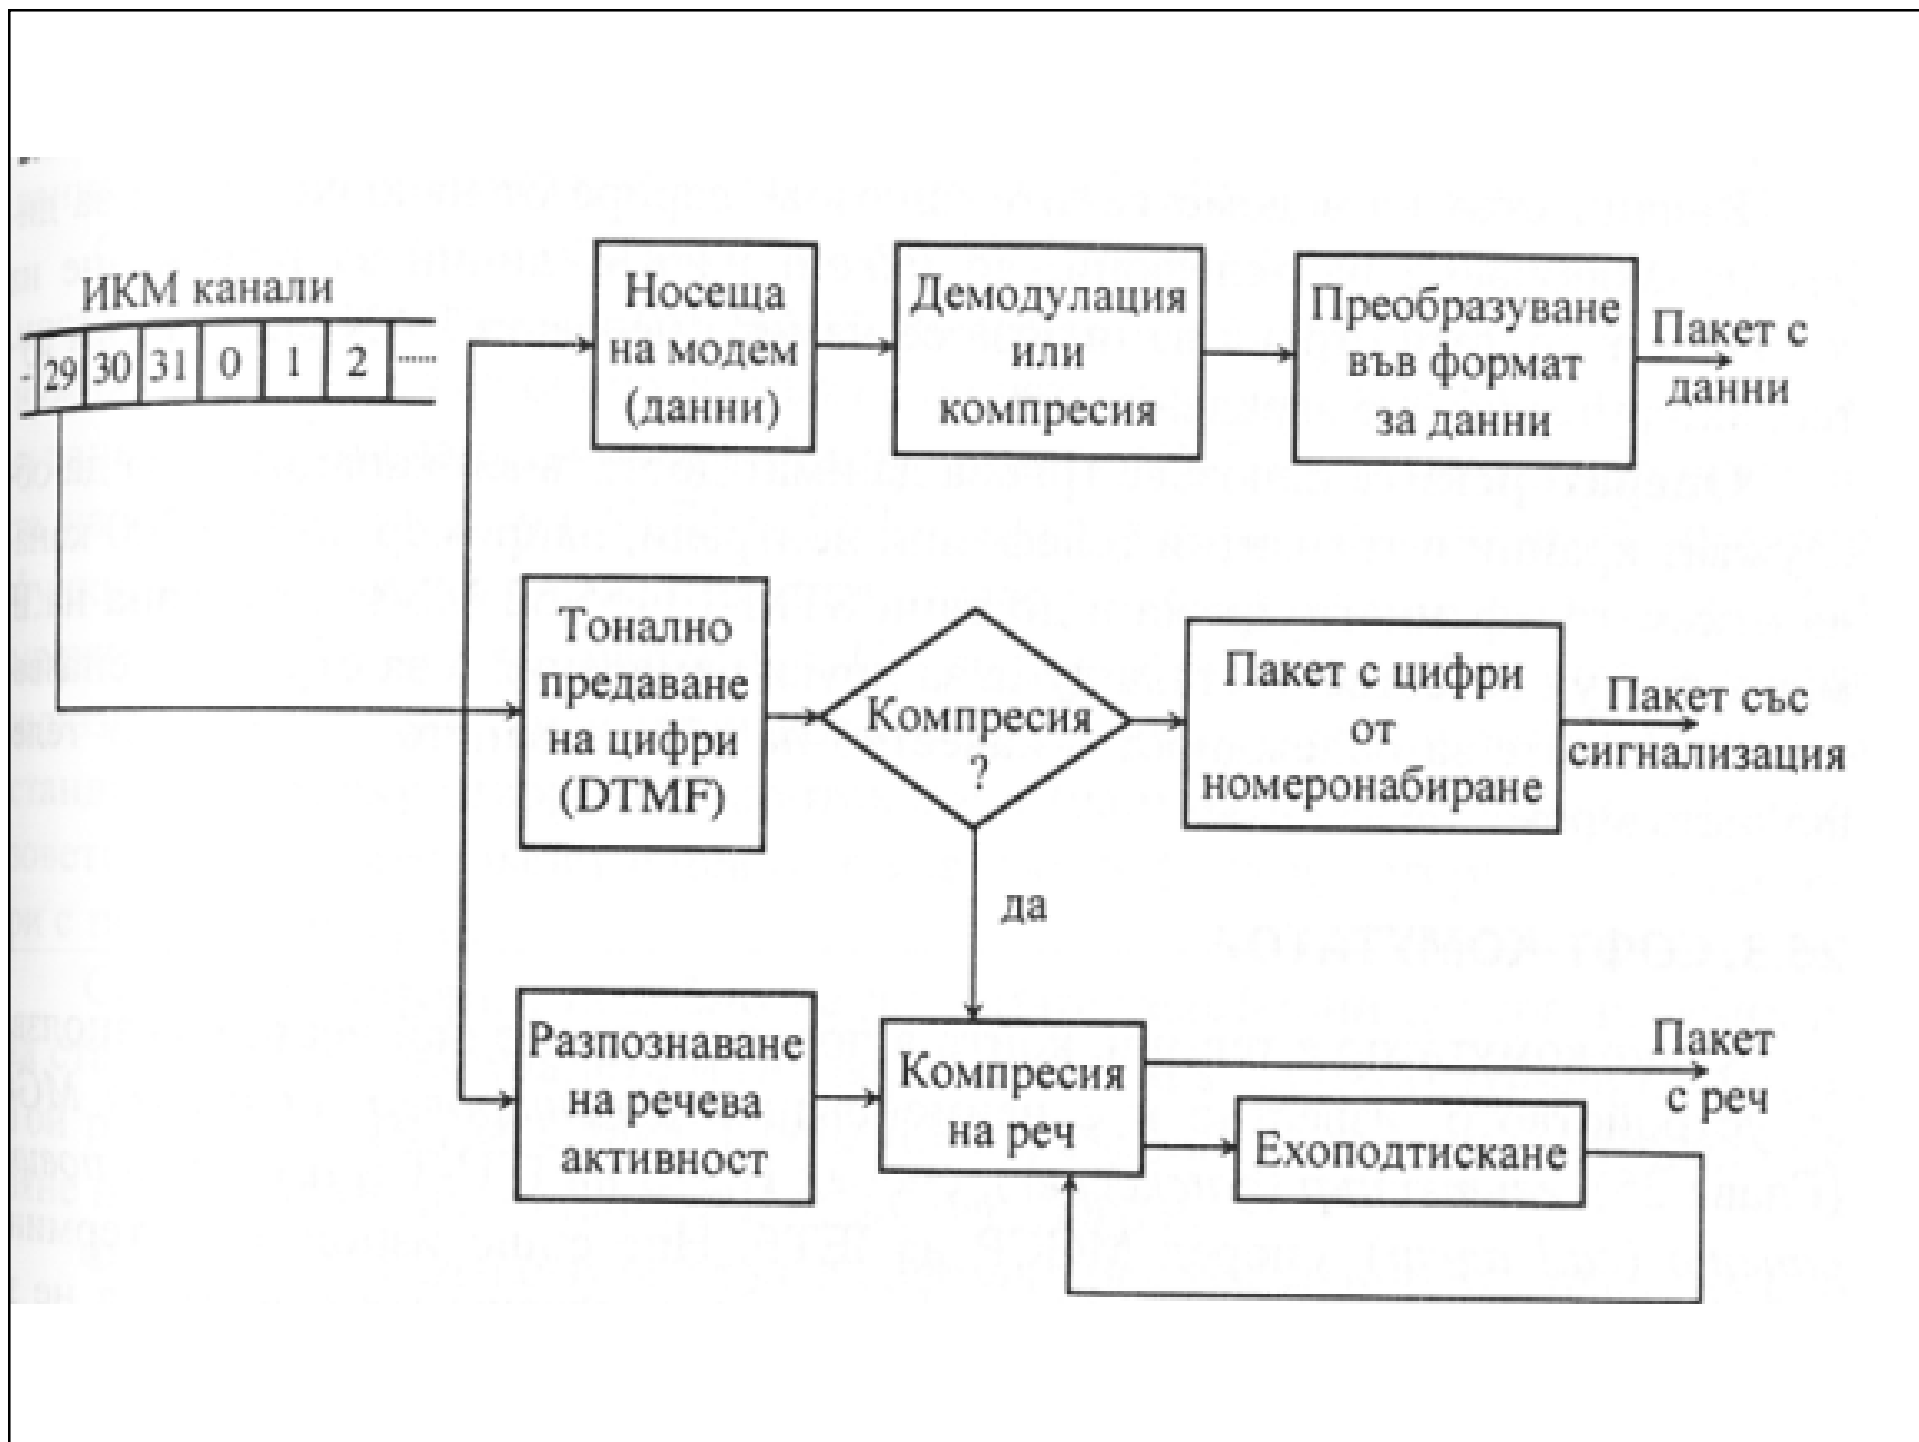 ИКМ канали
29 30 31 0 1 2 ......
Носеща
на модем
(данни)
Демодулация
или
компресия
Преобразуване
във формат
за данни
Пакет с
данни
Тонално
предаване
на цифри
(DTMF)
Компресия
?
Пакет с цифри
от
номеронабиране
Пакет със
сигнализация
да
Разпознаване
на речева
активност
Компресия
на реч
Пакет
с реч
Ехоподтискане